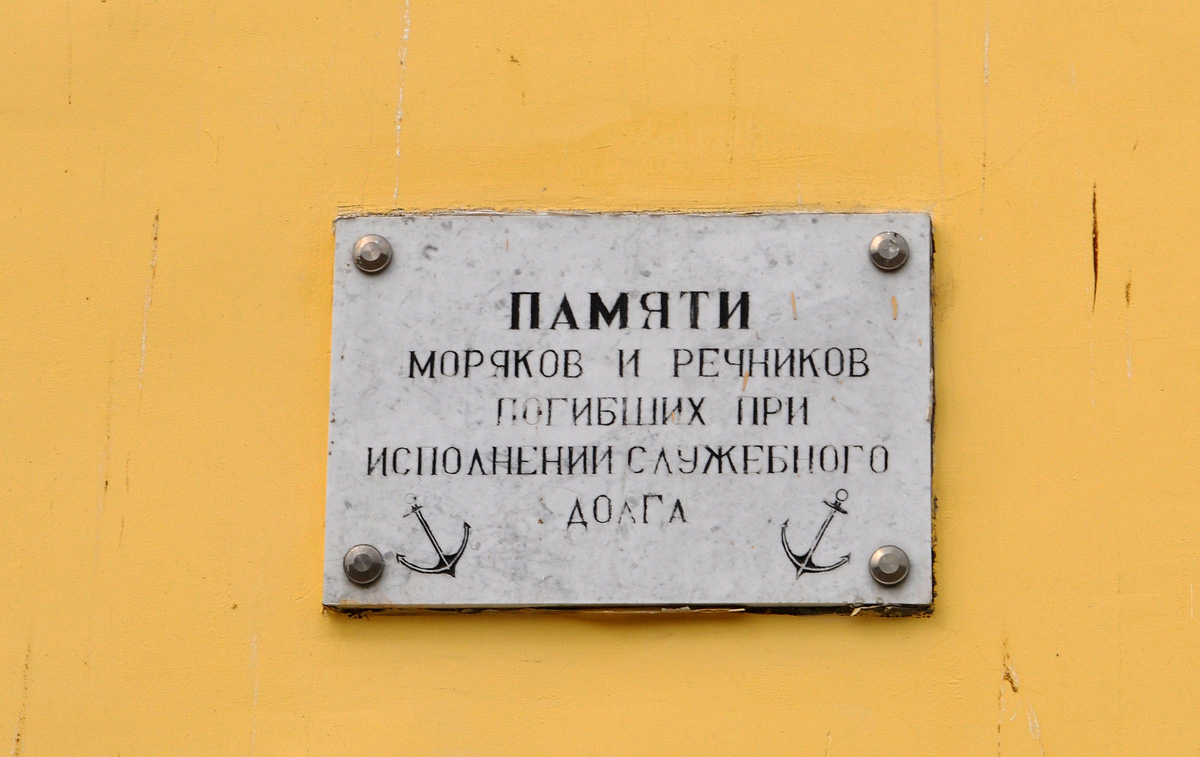 ПАМЯТИ
МОРЯКОВ И РЕЧНИКОВ
ПОГИБШИХ ПРИ
ИСПОЛНЕНИИ СЛУЖЕБНОГО
ДОЛГА